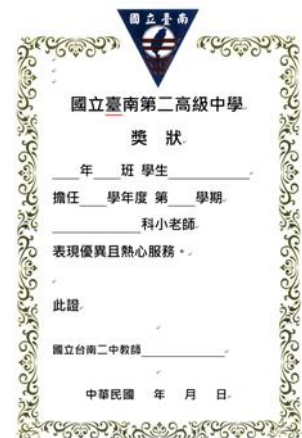 國立臺南
國立臺南第二高級中學
獎 狀
____年____班 學生____________
擔任____學年度 第____學期
____________科小老師
表現優異且熱心服務。
此證
國立台南二中教師____________
中華民國 年 月 日